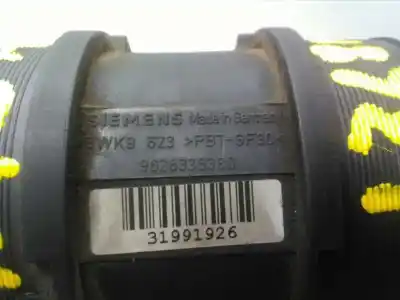 SIEMENS Made in Germany
5WK9 623 >PBT-GF30<
9628336380
31991926